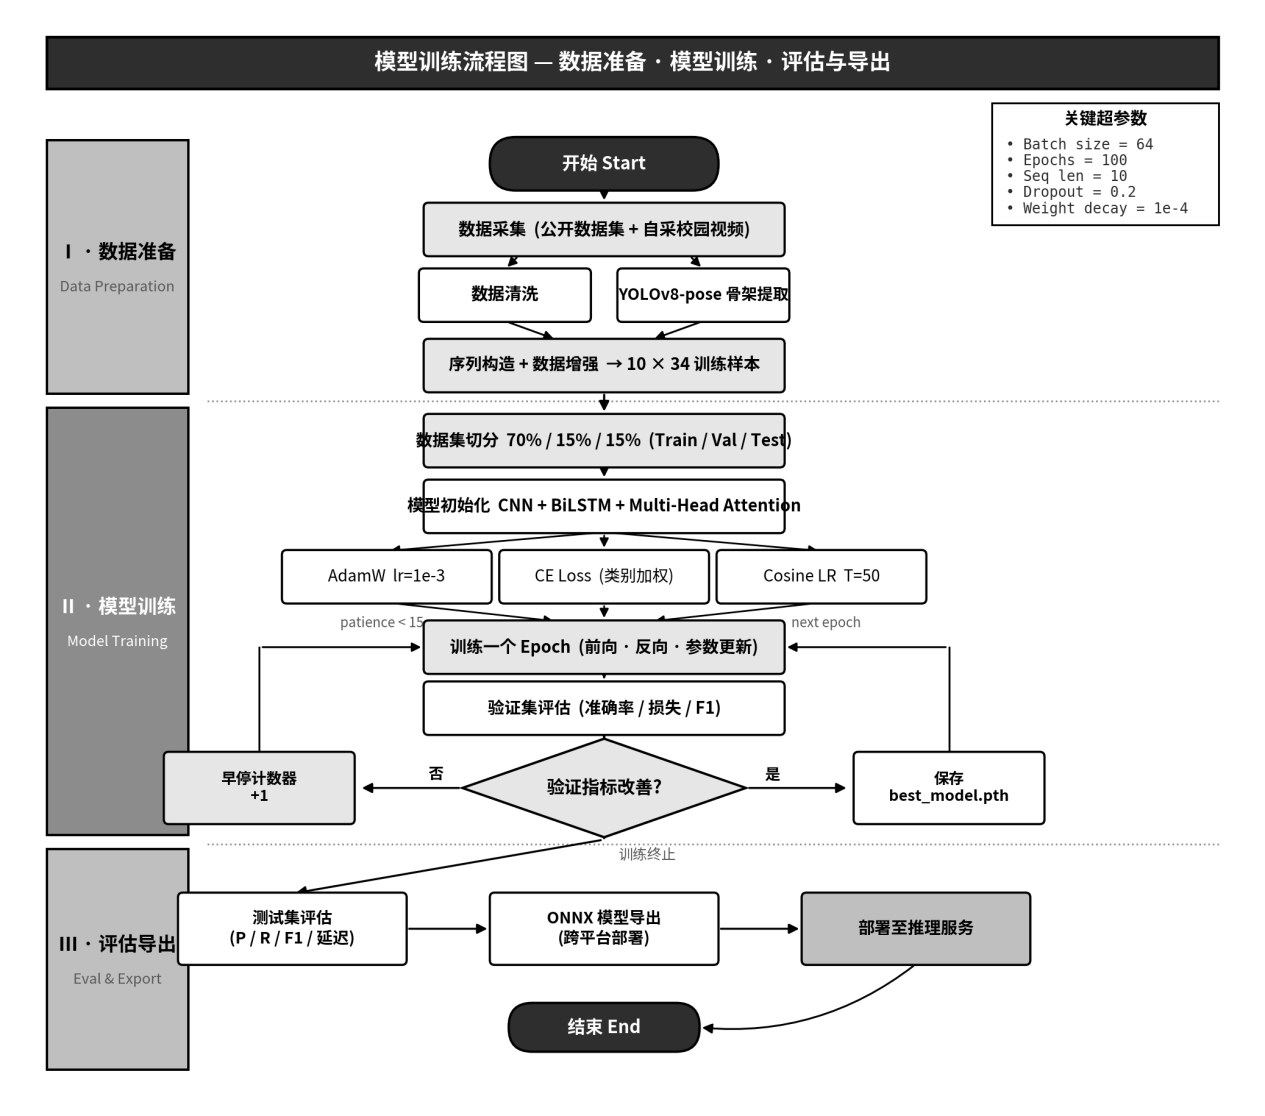 模型训练流程图 — 数据准备 · 模型训练 · 评估与导出
关键超参数
• Batch size = 64
• Epochs = 100
• Seq len = 10
• Dropout = 0.2
• Weight decay = 1e-4
I · 数据准备
Data Preparation
开始 Start
数据采集 (公开数据集 + 自采校园视频)
数据清洗
YOLOv8-pose 骨架提取
序列构造 + 数据增强 → 10 × 34 训练样本
II · 模型训练
Model Training
数据集切分 70% / 15% / 15% (Train / Val / Test)
模型初始化 CNN + BiLSTM + Multi-Head Attention
AdamW lr=1e-3
CE Loss (类别加权)
Cosine LR T=50
patience < 15
next epoch
训练一个 Epoch (前向 · 反向 · 参数更新)
验证集评估 (准确率 / 损失 / F1)
验证指标改善?
否
是
早停计数器
+1
保存
best_model.pth
训练终止
III · 评估导出
Eval & Export
测试集评估
(P / R / F1 / 延迟)
ONNX 模型导出
(跨平台部署)
部署至推理服务
结束 End